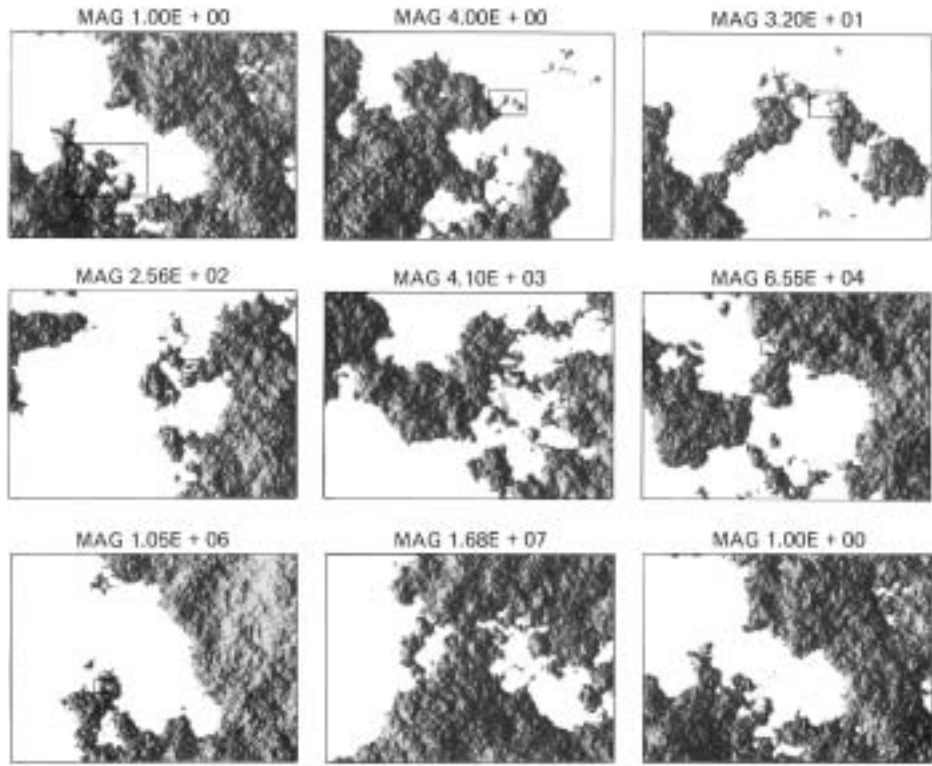 MAG 1.00E + 00
MAG 4.00E + 00
MAG 3.20E + 01
MAG 2.56E + 02
MAG 4.10E + 03
MAG 6.55E + 04
MAG 1.05E + 06
MAG 1.68E + 07
MAG 1.00E + 00